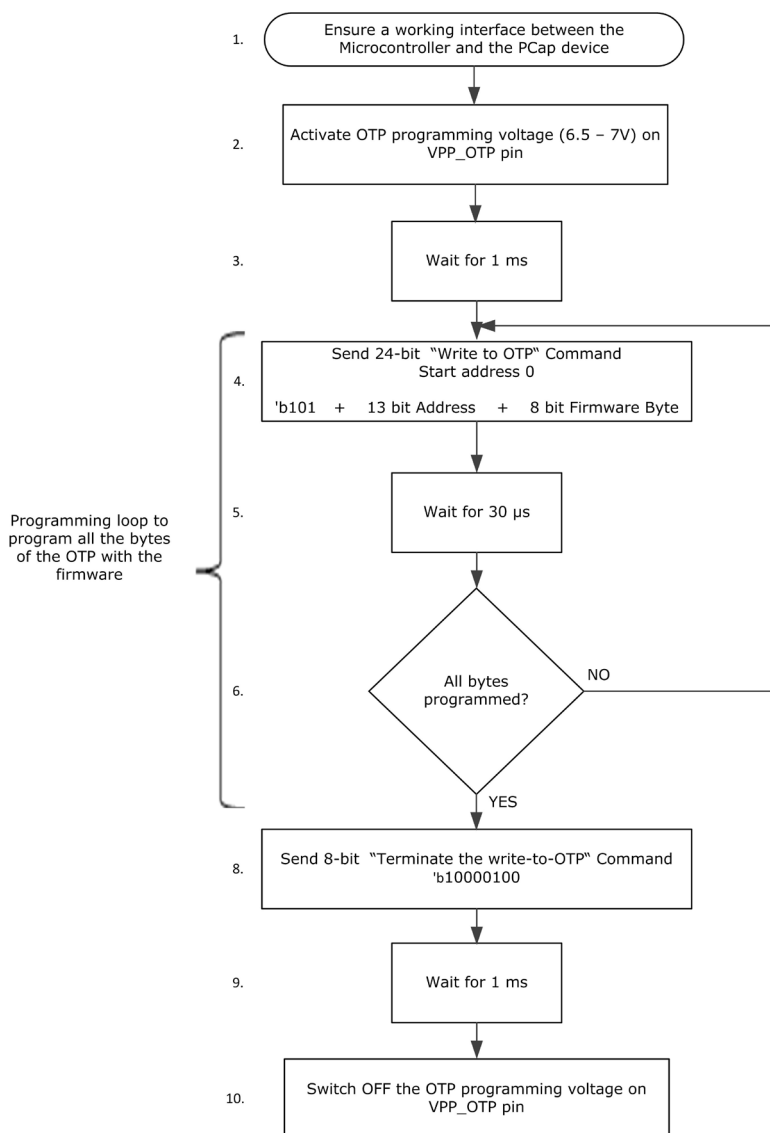 1.
Ensure a working interface between the
Microcontroller and the PCap device
2.
Activate OTP programming voltage (6.5 – 7V) on
VPP_OTP pin
3.
Wait for 1 ms
4.
Send 24-bit “Write to OTP“ Command
Start address 0
'b101 + 13 bit Address + 8 bit Firmware Byte
5.
Wait for 30 µs
Programming loop to
program all the bytes
of the OTP with the
firmware
6.
All bytes
programmed?
NO
YES
8.
Send 8-bit “Terminate the write-to-OTP“ Command
'b10000100
9.
Wait for 1 ms
10.
Switch OFF the OTP programming voltage on
VPP_OTP pin